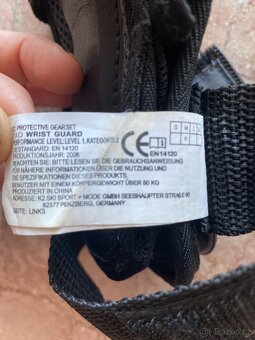 PROTECTIVE GEAR SET
WRIST GUARD
PERFORMANCE LEVEL: LEVEL 1, KATEGORIE 2
STANDARD: EN 14120
PRODUKTIONSJAHR: 2006
ACHTUNG: BITTE LESEN SIE DIE GEBRAUCHSANWEISUNG
FÜR NÄHERE INFORMATIONEN ÜBER DIE NUTZUNG UND
DIE SPEZIFIKATIONEN DIESES PRODUKTS.
BENUTZER MIT EINEM KÖRPERGEWICHT ÜBER 50 KG
PRODUZIERT IN CHINA
ADRESSE: K2 SKI SPORT + MODE GMBH SEESHAUPTER STRAßE 60
82377 PENZBERG, GERMANY
SEITE: LINKS
CE
EN14120
S M L